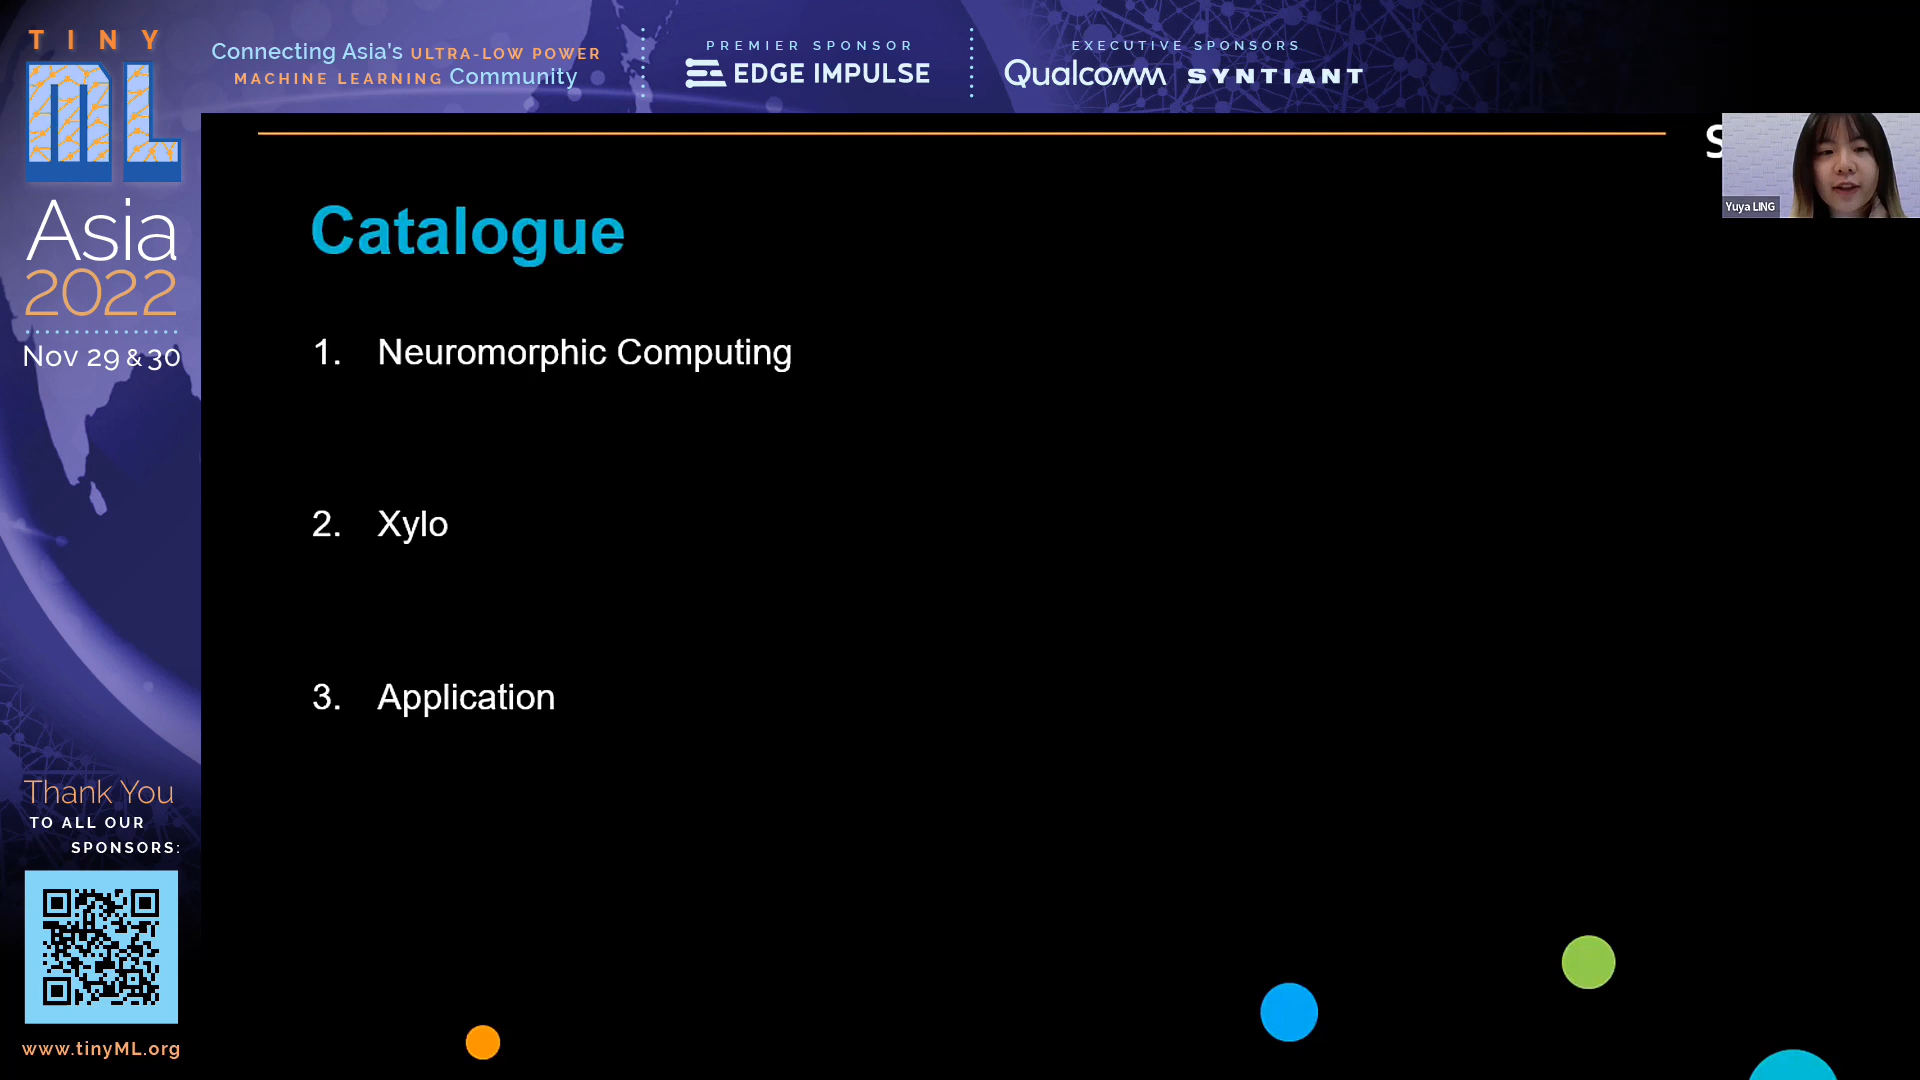 TINY
ML
Asia
2022
Nov 29 & 30
Connecting Asia's ULTRA-LOW POWER
MACHINE LEARNING Community
PREMIER SPONSOR
EDGE IMPULSE
EXECUTIVE SPONSORS
Qualcomm SYNTIANT
S
Yuya LING
Catalogue
1. Neuromorphic Computing
2. Xylo
3. Application
Thank You
TO ALL OUR
SPONSORS:
www.tinyML.org